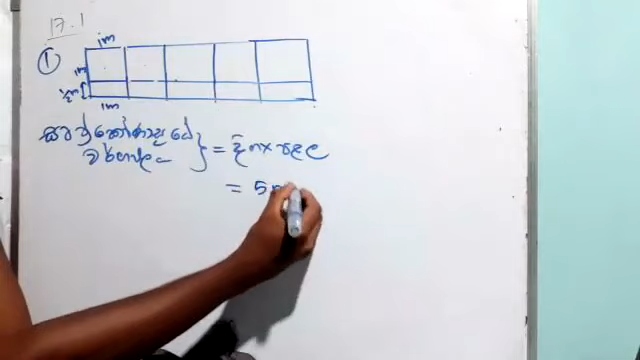 17.1
① 1m
1m
½m
1m
සෘජුකෝණාස්‍රයේ
වර්ගඵලය } = දිග × පළල
= 5m